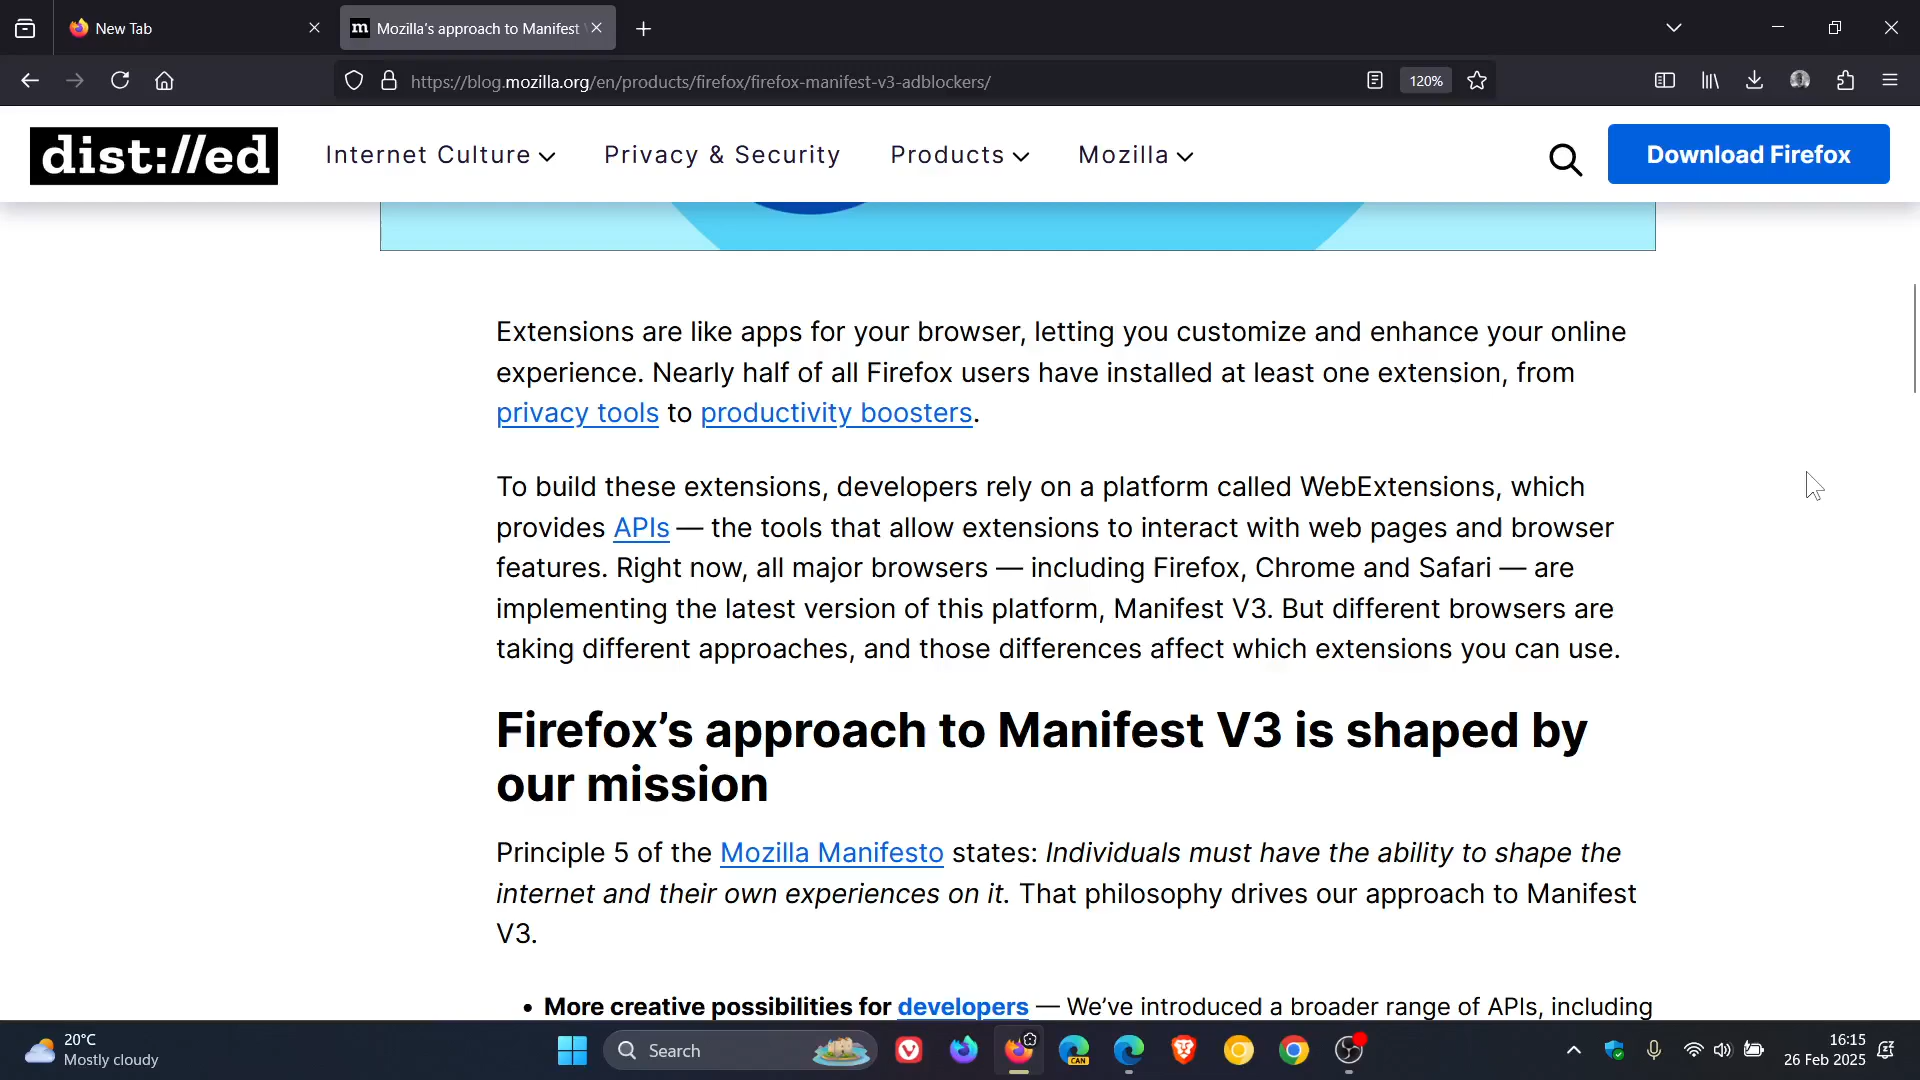 New Tab
Mozilla's approach to Manifest
https://blog.mozilla.org/en/products/firefox/firefox-manifest-v3-adblockers/
120%
dist://ed
Internet Culture
Privacy & Security
Products
Mozilla
Download Firefox
Extensions are like apps for your browser, letting you customize and enhance your online
experience. Nearly half of all Firefox users have installed at least one extension, from
privacy tools to productivity boosters.
To build these extensions, developers rely on a platform called WebExtensions, which
provides APIs — the tools that allow extensions to interact with web pages and browser
features. Right now, all major browsers — including Firefox, Chrome and Safari — are
implementing the latest version of this platform, Manifest V3. But different browsers are
taking different approaches, and those differences affect which extensions you can use.
Firefox’s approach to Manifest V3 is shaped by
our mission
Principle 5 of the Mozilla Manifesto states: Individuals must have the ability to shape the
internet and their own experiences on it. That philosophy drives our approach to Manifest
V3.
• More creative possibilities for developers — We’ve introduced a broader range of APIs, including
20°C
Mostly cloudy
Search
CAN
16:15
26 Feb 2025